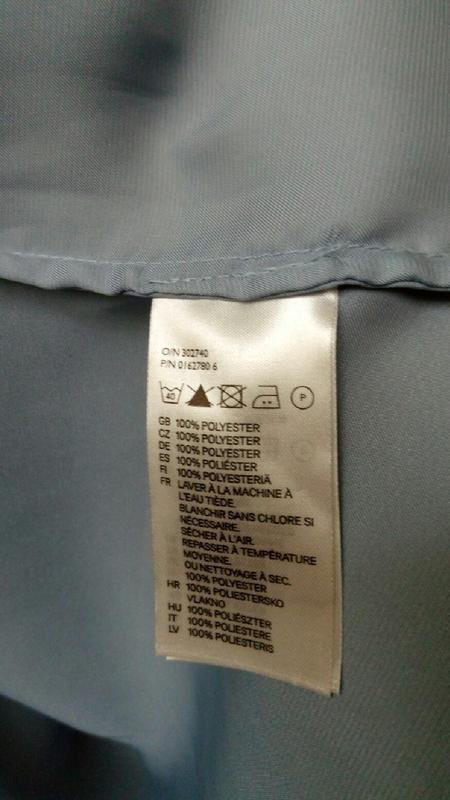 O/N 302740
P/N 0162780 6
40 P
GB 100% POLYESTER
CZ 100% POLYESTER
DE 100% POLYESTER
ES 100% POLIÉSTER
FI 100% POLYESTERIÄ
FR LAVER À LA MACHINE À
L'EAU TIÈDE.
BLANCHIR SANS CHLORE SI
NÉCESSAIRE.
SÉCHER À L'AIR.
REPASSER À TEMPÉRATURE
MOYENNE.
OU NETTOYAGE À SEC.
100% POLYESTER
HR 100% POLIESTERSKO
VLAKNO
HU 100% POLIÉSZTER
IT 100% POLIESTERE
LV 100% POLIESTERIS